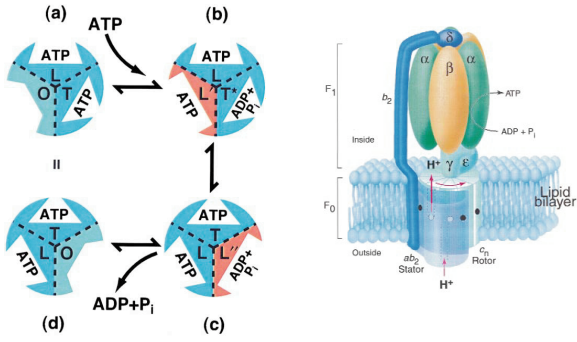 (a)
ATP
(b)
ATP
L
O T
ATP
ATP
L' T*
ATP
ADP+
Pi
=
ATP
T
L O
ATP
ATP
T
L L''
ATP
ADP+
Pi
ADP+Pi
(d)
(c)
δ
α
β
α
b2
F1
ATP
ADP + Pi
Inside
H+
γ
ε
Lipid
bilayer
F0
Outside
ab2
Stator
cn
Rotor
H+